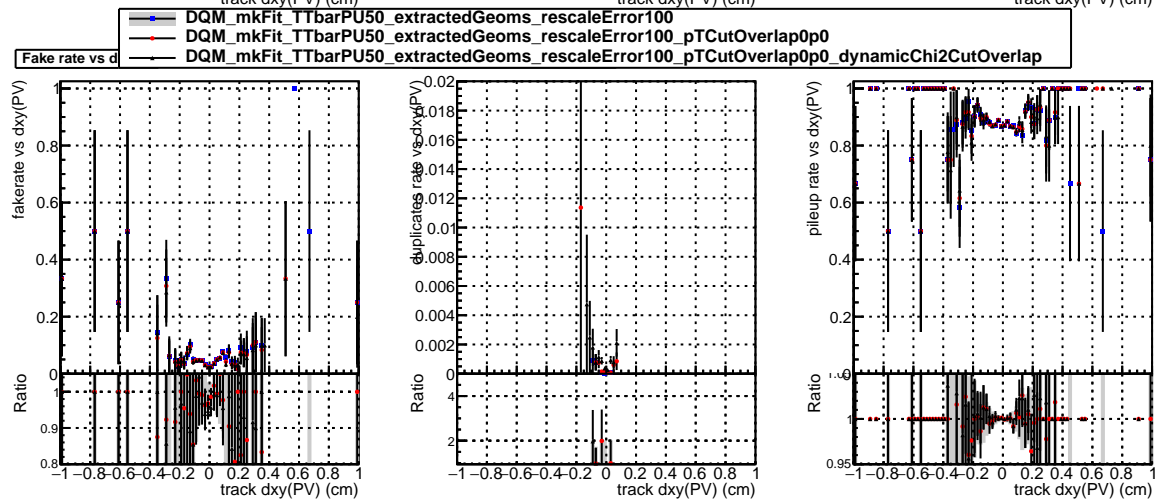 track dxy(PV) (cm) track dxy(PV) (cm) track dxy(PV) (cm)
DQM_mkFit_TTbarPU50_extractedGeoms_rescaleError100
DQM_mkFit_TTbarPU50_extractedGeoms_rescaleError100_pTCutOverlap0p0
DQM_mkFit_TTbarPU50_extractedGeoms_rescaleError100_pTCutOverlap0p0_dynamicChi2CutOverlap
Fake rate vs d
fakerate vs dxy(PV)
1
0.8
0.6
0.4
0.2
0
Ratio
1
0.9
0.8
−1 −0.8 −0.6 −0.4 −0.2 0 0.2 0.4 0.6 0.8 1
track dxy(PV) (cm)
duplicates rate vs dxy(PV)
0.02
0.018
0.016
0.014
0.012
0.01
0.008
0.006
0.004
0.002
0
Ratio
4
2
−1 −0.8 −0.6 −0.4 −0.2 0 0.2 0.4 0.6 0.8 1
track dxy(PV) (cm)
pileup rate vs dxy(PV)
1
0.8
0.6
0.4
0.2
0
Ratio
1
0.95
−1 −0.8 −0.6 −0.4 −0.2 0 0.2 0.4 0.6 0.8 1
track dxy(PV) (cm)